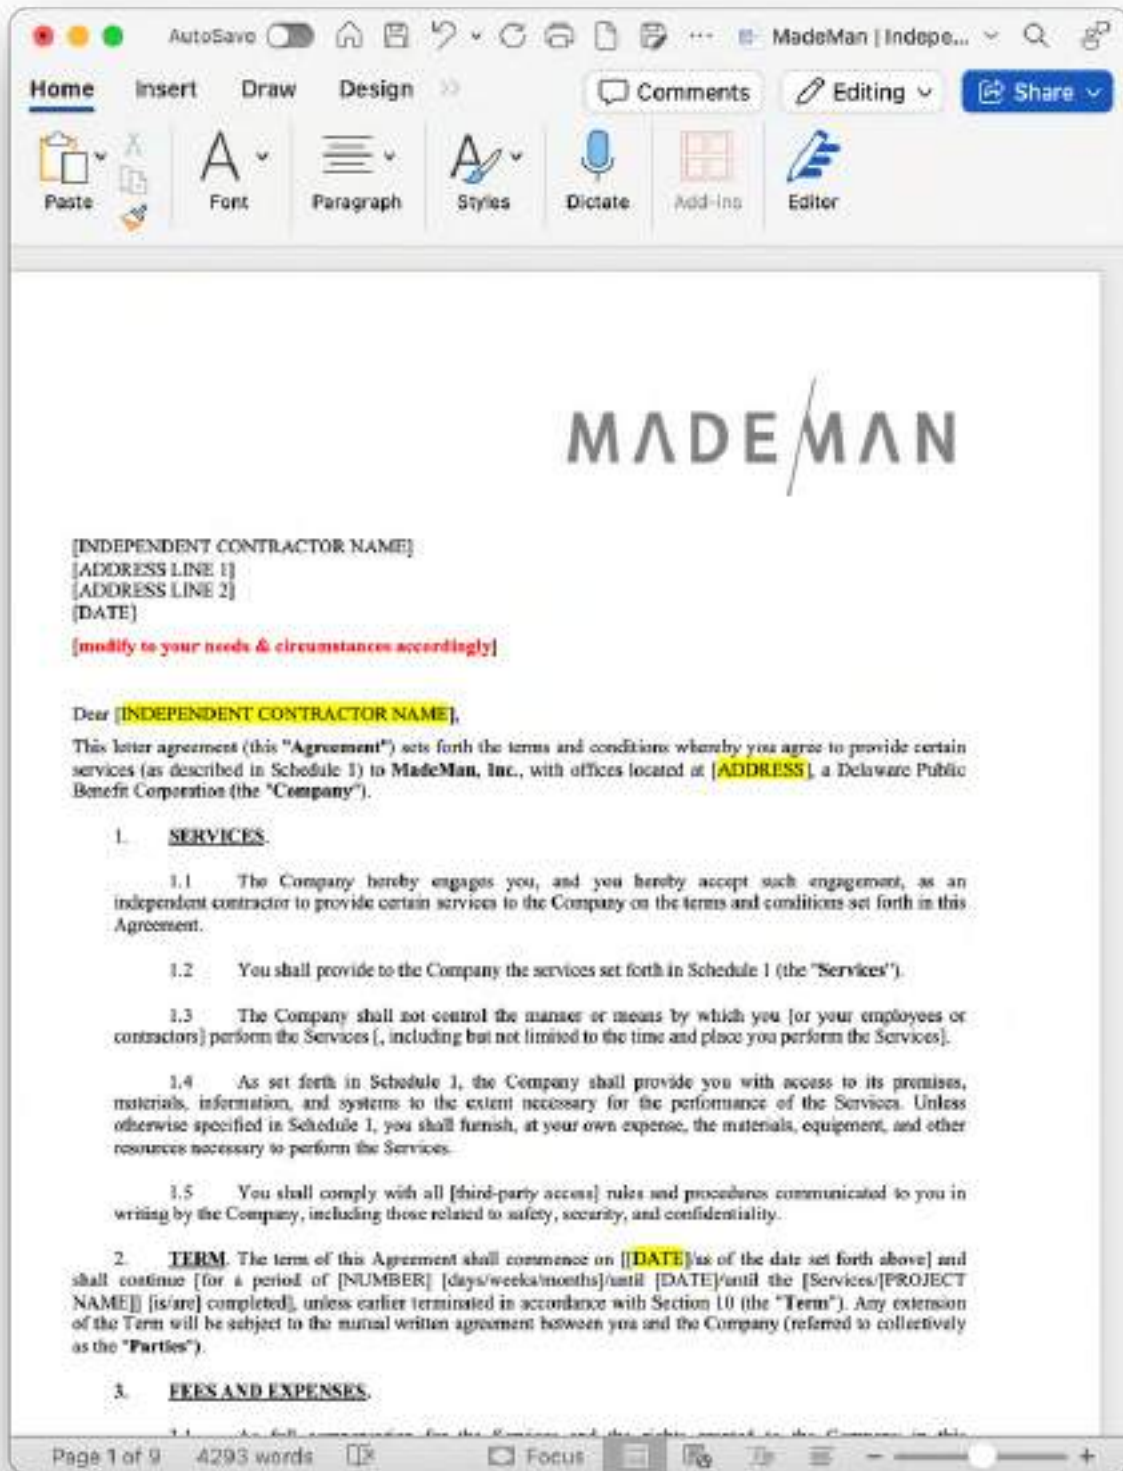 AutoSave
MadeMan | Indepe...
Home Insert Draw Design Comments Editing Share
Paste Font Paragraph Styles Dictate Add-ins Editor
MADEMAN
[INDEPENDENT CONTRACTOR NAME]
[ADDRESS LINE 1]
[ADDRESS LINE 2]
[DATE]
[modify to your needs & circumstances accordingly]
Dear [INDEPENDENT CONTRACTOR NAME],
This letter agreement (this "Agreement") sets forth the terms and conditions whereby you agree to provide certain
services (as described in Schedule 1) to MadeMan, Inc., with offices located at [ADDRESS], a Delaware Public
Benefit Corporation (the "Company").
1. SERVICES.
1.1 The Company hereby engages you, and you hereby accept such engagement, as an
independent contractor to provide certain services to the Company on the terms and conditions set forth in this
Agreement.
1.2 You shall provide to the Company the services set forth in Schedule 1 (the "Services").
1.3 The Company shall not control the manner or means by which you [or your employees or
contractors] perform the Services [, including but not limited to the time and place you perform the Services].
1.4 As set forth in Schedule 1, the Company shall provide you with access to its premises,
materials, information, and systems to the extent necessary for the performance of the Services. Unless
otherwise specified in Schedule 1, you shall furnish, at your own expense, the materials, equipment, and other
resources necessary to perform the Services.
1.5 You shall comply with all [third-party access] rules and procedures communicated to you in
writing by the Company, including those related to safety, security, and confidentiality.
2. TERM. The term of this Agreement shall commence on [[DATE]/as of the date set forth above] and
shall continue [for a period of [NUMBER] [days/weeks/months]/until [DATE]/until the [Services/[PROJECT
NAME]] [is/are] completed], unless earlier terminated in accordance with Section 10 (the "Term"). Any extension
of the Term will be subject to the mutual written agreement between you and the Company (referred to collectively
as the "Parties").
3. FEES AND EXPENSES.
Page 1 of 9 4293 words Focus